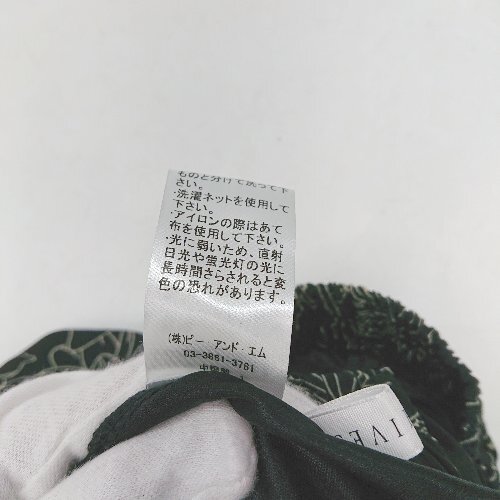 ものと分けて洗って下
さい。
・洗濯ネットを使用して
下さい。
・アイロンの際はあて
布を使用して下さい。
・光に弱いため、直射
日光や蛍光灯の光に
長時間さらされると変
色の恐れがあります。
(株)ビー アンド・エム
03-3661-3761
IVE